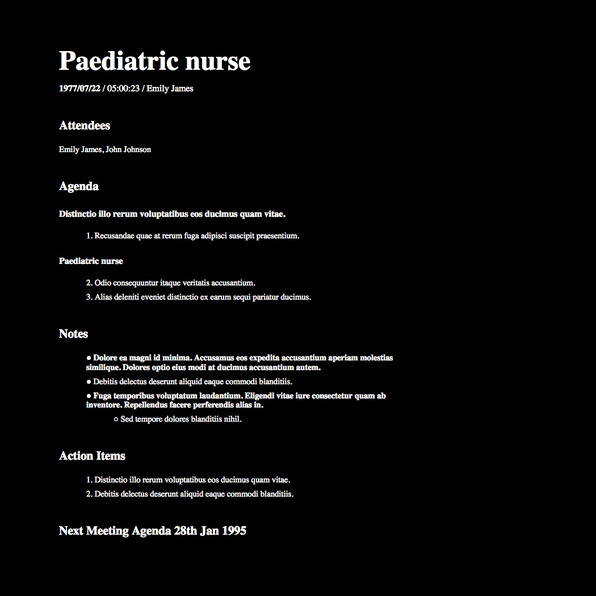 Paediatric nurse
1977/07/22 / 05:00:23 / Emily James
Attendees
Emily James, John Johnson
Agenda
Distinctio illo rerum voluptatibus eos ducimus quam vitae.
1. Recusandae quae at rerum fuga adipisci suscipit praesentium.
Paediatric nurse
2. Odio consequuntur itaque veritatis accusantium.
3. Alias deleniti eveniet distinctio ex earum sequi pariatur ducimus.
Notes
● Dolore ea magni id minima. Accusamus eos expedita accusantium aperiam molestias
similique. Dolores optio eius modi at ducimus accusantium autem.
● Debitis delectus deserunt aliquid eaque commodi blanditiis.
● Fuga temporibus voluptatum laudantium. Eligendi vitae iure consectetur quam ab
inventore. Repellendus facere perferendis alias in.
○ Sed tempore dolores blanditiis nihil.
Action Items
1. Distinctio illo rerum voluptatibus eos ducimus quam vitae.
2. Debitis delectus deserunt aliquid eaque commodi blanditiis.
Next Meeting Agenda 28th Jan 1995